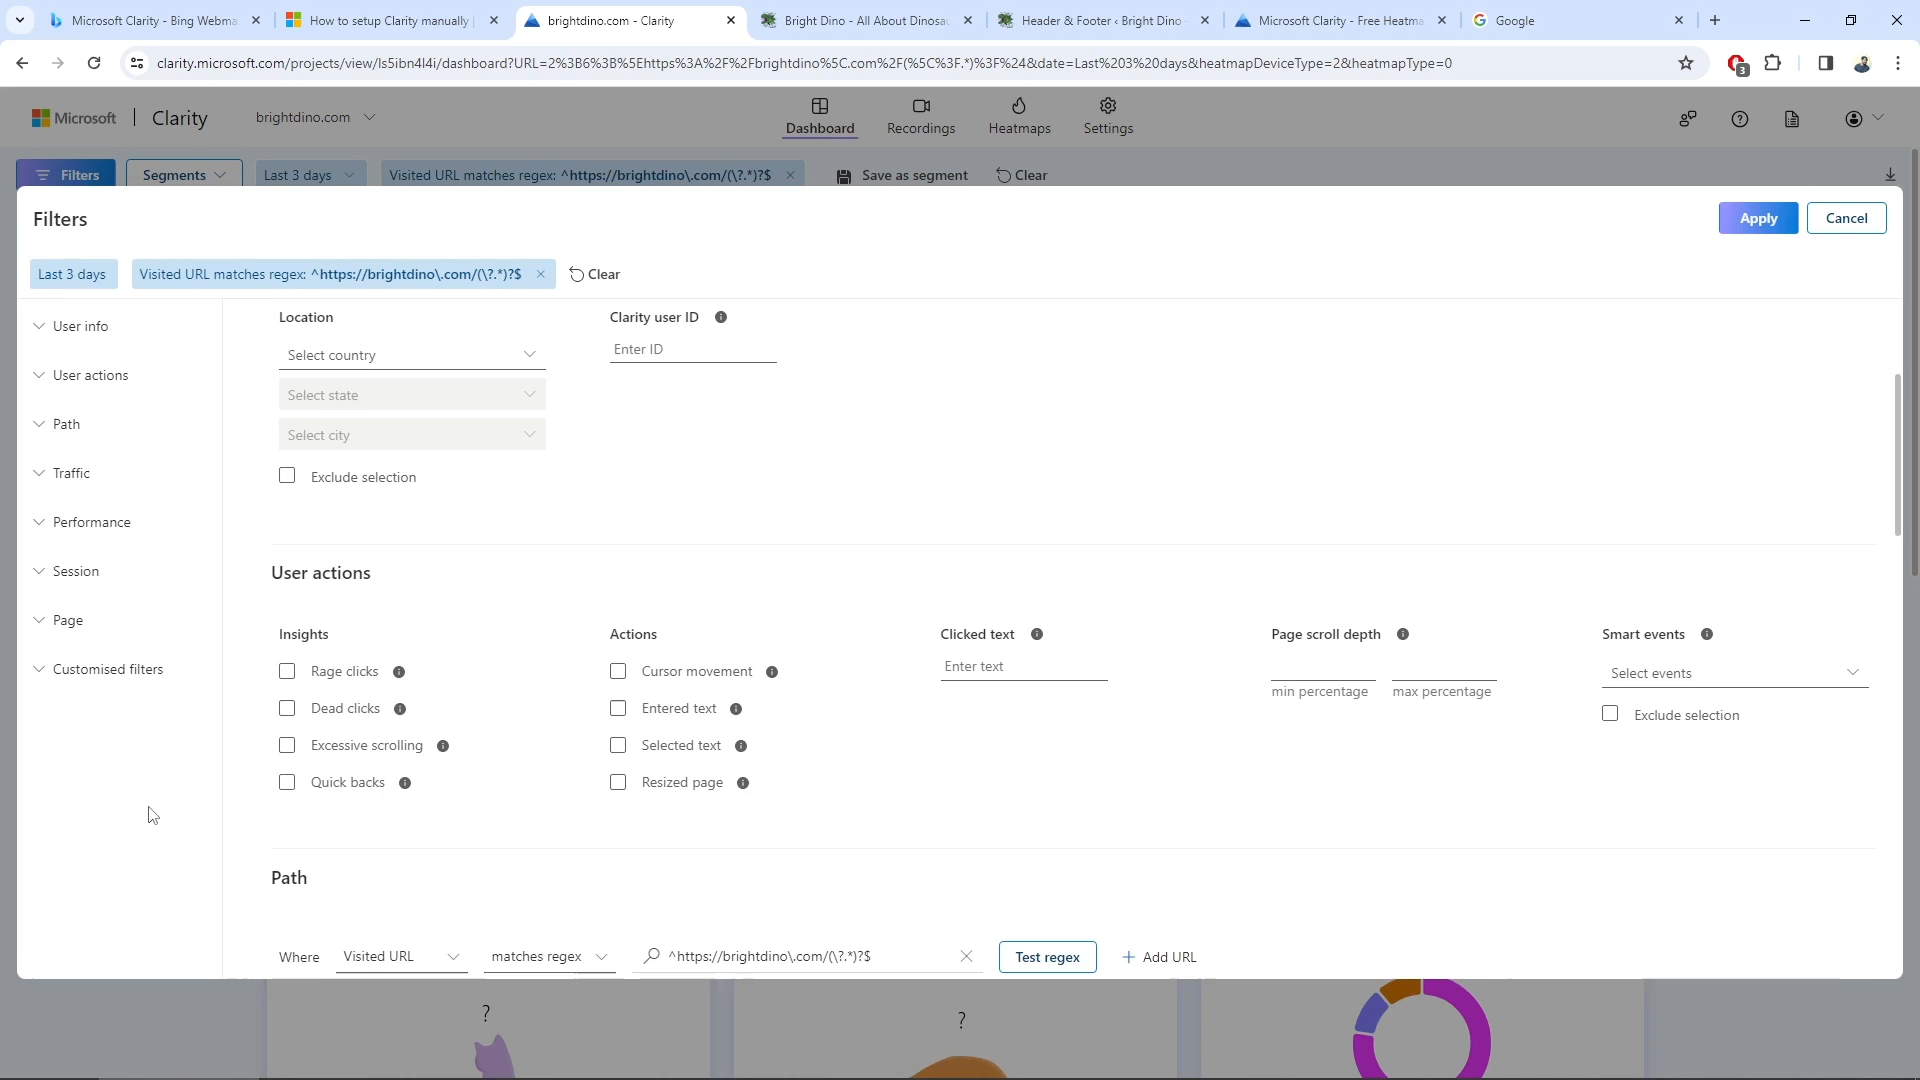 Microsoft Clarity - Bing Webma
How to setup Clarity manually
brightdino.com - Clarity
Bright Dino - All About Dinosau
Header & Footer ‹ Bright Dino
Microsoft Clarity - Free Heatma
Google
clarity.microsoft.com/projects/view/ls5ibn4l4i/dashboard?URL=2%3B6%3B%5Ehttps%3A%2F%2Fbrightdino%5C.com%2F(%5C%3F.*)%3F%24&date=Last%203%20days&heatmapDeviceType=2&heatmapType=0
3
Microsoft | Clarity
brightdino.com
Dashboard
Recordings
Heatmaps
Settings
Filters
Segments
Last 3 days
Visited URL matches regex: ^https://brightdino\.com/(\?.*)?$
Save as segment
Clear
Filters
Apply
Cancel
Last 3 days
Visited URL matches regex: ^https://brightdino\.com/(\?.*)?$
Clear
User info
User actions
Path
Traffic
Performance
Session
Page
Customised filters
Location
Select country
Select state
Select city
Exclude selection
Clarity user ID
Enter ID
User actions
Insights
Rage clicks
Dead clicks
Excessive scrolling
Quick backs
Actions
Cursor movement
Entered text
Selected text
Resized page
Clicked text
Enter text
Page scroll depth
min percentage
max percentage
Smart events
Select events
Exclude selection
Path
Where
Visited URL
matches regex
^https://brightdino\.com/(\?.*)?$
Test regex
+ Add URL
?
?